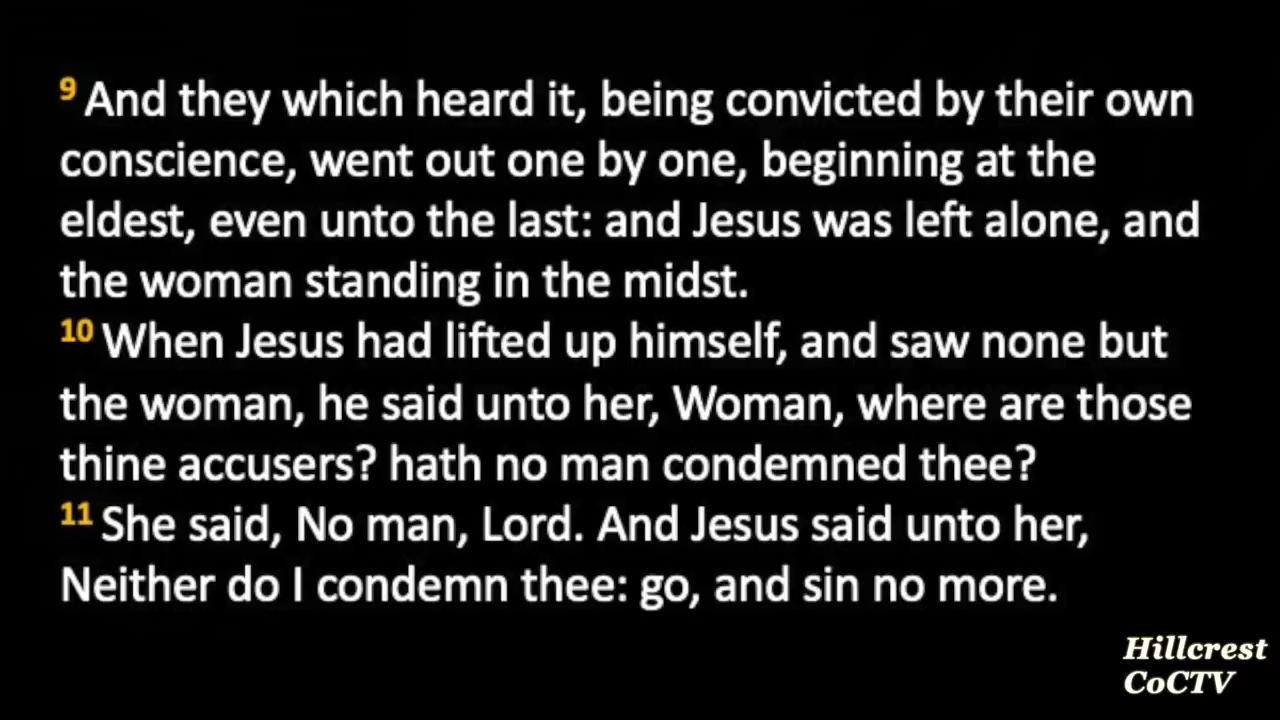 9 And they which heard it, being convicted by their own
conscience, went out one by one, beginning at the
eldest, even unto the last: and Jesus was left alone, and
the woman standing in the midst.
10 When Jesus had lifted up himself, and saw none but
the woman, he said unto her, Woman, where are those
thine accusers? hath no man condemned thee?
11 She said, No man, Lord. And Jesus said unto her,
Neither do I condemn thee: go, and sin no more.
Hillcrest
CoCTV